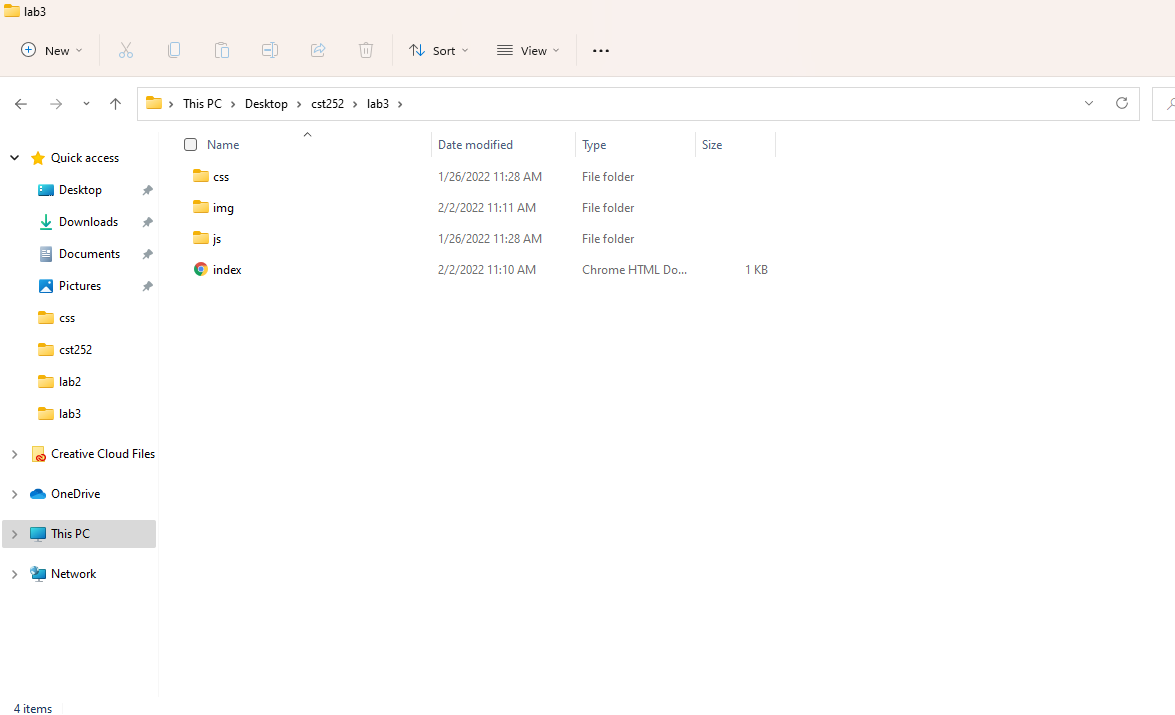 lab3
New Sort View
This PC Desktop cst252 lab3
Name Date modified Type Size
css 1/26/2022 11:28 AM File folder
img 2/2/2022 11:11 AM File folder
js 1/26/2022 11:28 AM File folder
index 2/2/2022 11:10 AM Chrome HTML Do... 1 KB
Quick access
Desktop
Downloads
Documents
Pictures
css
cst252
lab2
lab3
Creative Cloud Files
OneDrive
This PC
Network
4 items